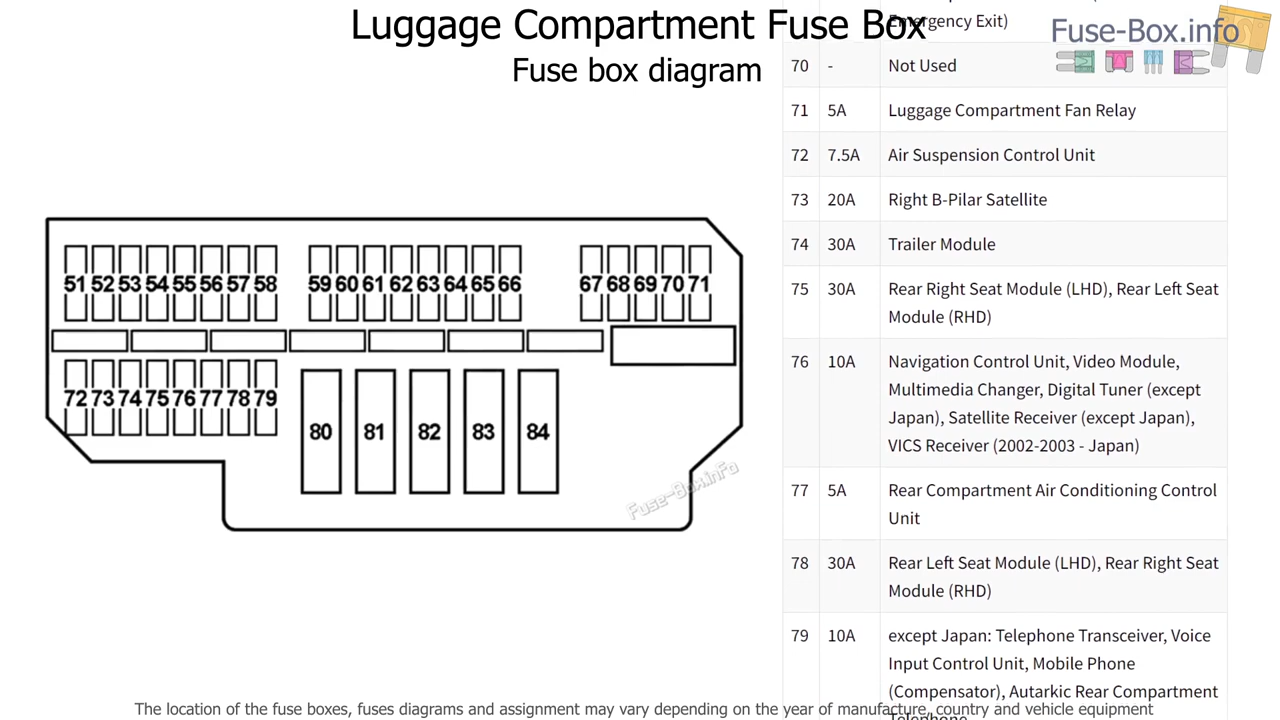 Luggage Compartment Fuse Box
Fuse box diagram
Fuse-Box.info
Emergency Exit)
70 - Not Used
71 5A Luggage Compartment Fan Relay
72 7.5A Air Suspension Control Unit
73 20A Right B-Pilar Satellite
74 30A Trailer Module
75 30A Rear Right Seat Module (LHD), Rear Left Seat
Module (RHD)
76 10A Navigation Control Unit, Video Module,
Multimedia Changer, Digital Tuner (except
Japan), Satellite Receiver (except Japan),
VICS Receiver (2002-2003 - Japan)
77 5A Rear Compartment Air Conditioning Control
Unit
78 30A Rear Left Seat Module (LHD), Rear Right Seat
Module (RHD)
79 10A except Japan: Telephone Transceiver, Voice
Input Control Unit, Mobile Phone
(Compensator), Autarkic Rear Compartment
Telephone
51 52 53 54 55 56 57 58 59 60 61 62 63 64 65 66 67 68 69 70 71
72 73 74 75 76 77 78 79
80 81 82 83 84
Fuse-Box.info
The location of the fuse boxes, fuses diagrams and assignment may vary depending on the year of manufacture, country and vehicle equipment